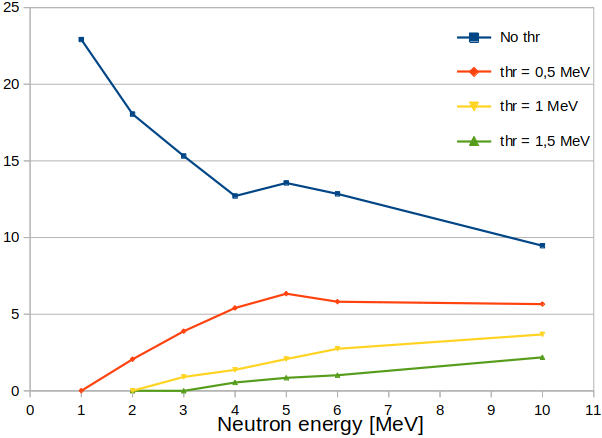 25
20
15
10
5
0
No thr
thr = 0,5 MeV
thr = 1 MeV
thr = 1,5 MeV
0 1 2 3 4 5 6 7 8 9 10 11
Neutron energy [MeV]